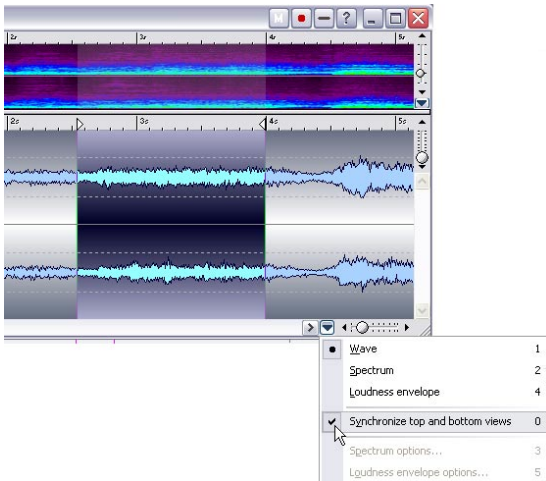 M ?
2s 3s 4s 5s
2s 3s 4s 5s
Wave 1
Spectrum 2
Loudness envelope 4
Synchronize top and bottom views 0
Spectrum options... 3
Loudness envelope options... 5